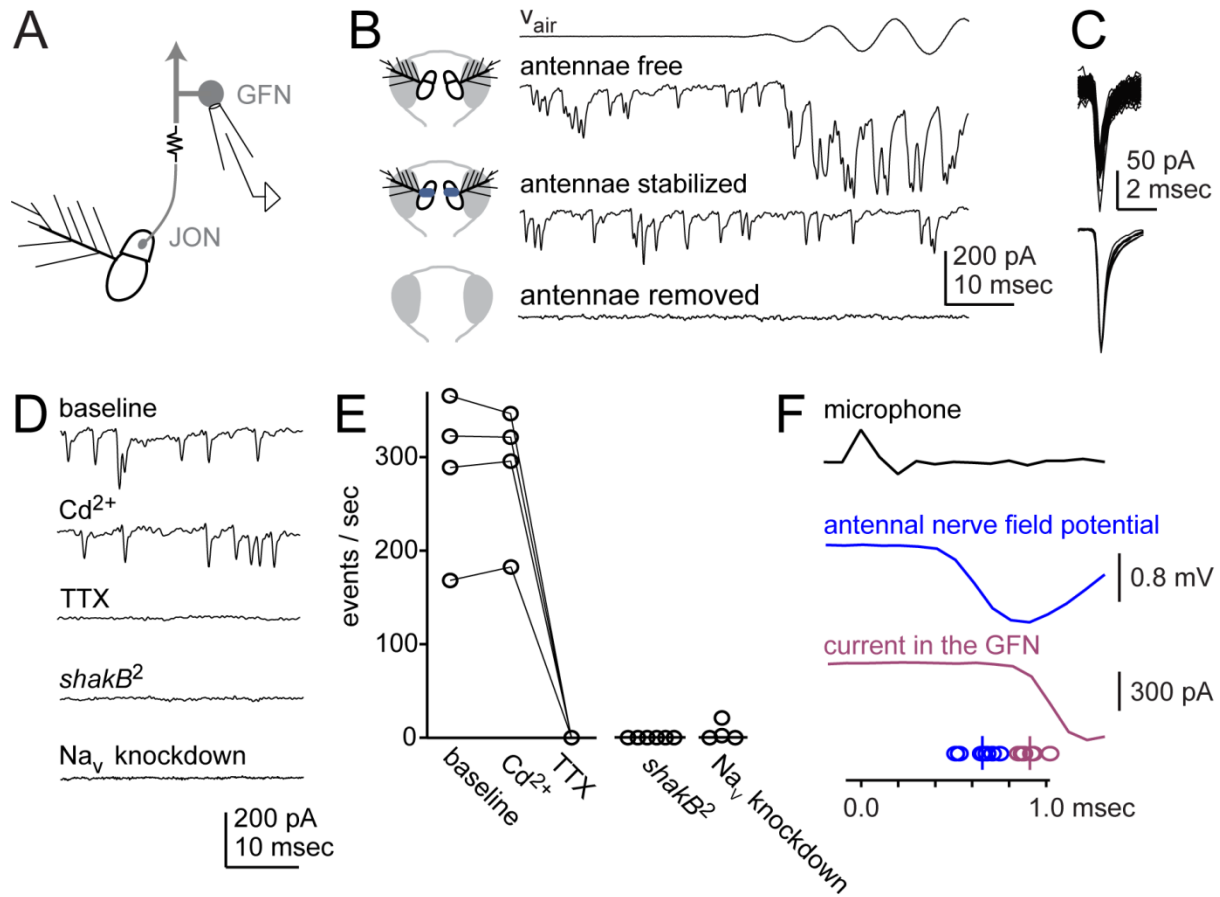 A
GFN
JON
B
v_air
antennae free
antennae stabilized
antennae removed
200 pA
10 msec
C
50 pA
2 msec
D
baseline
Cd²⁺
TTX
shakB²
Naᵥ knockdown
200 pA
10 msec
E
events / sec
300
200
100
0
baseline
Cd²⁺
TTX
shakB²
Naᵥ knockdown
F
microphone
antennal nerve field potential
0.8 mV
current in the GFN
300 pA
0.0
1.0 msec